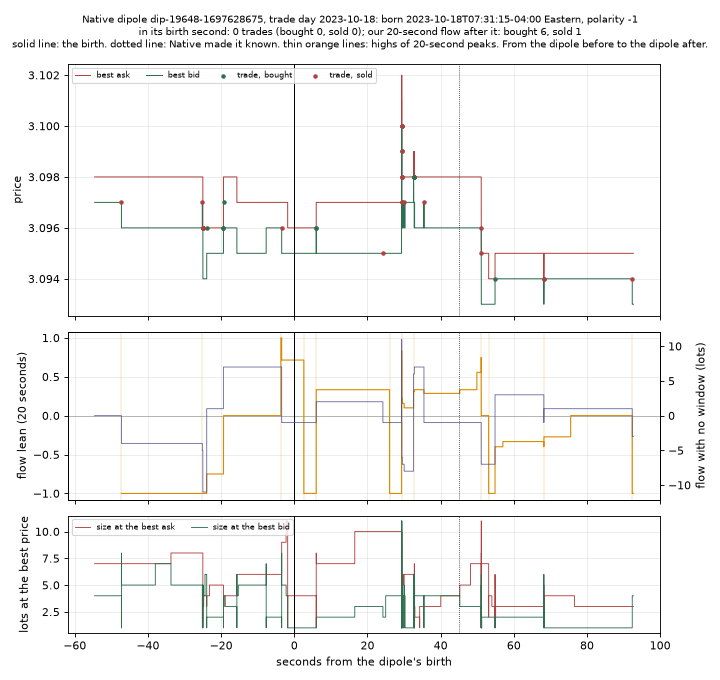 Native dipole dip-19648-1697628675, trade day 2023-10-18: born 2023-10-18T07:31:15-04:00 Eastern, polarity -1
in its birth second: 0 trades (bought 0, sold 0); our 20-second flow after it: bought 6, sold 1
solid line: the birth. dotted line: Native made it known. thin orange lines: highs of 20-second peaks. From the dipole before to the dipole after.
best ask
best bid
trade, bought
trade, sold
3.102
3.100
3.098
3.096
3.094
price
1.0
0.5
0.0
−0.5
−1.0
flow lean (20 seconds)
10
5
0
−5
−10
flow with no window (lots)
size at the best ask
size at the best bid
10.0
7.5
5.0
2.5
lots at the best price
−60
−40
−20
0
20
40
60
80
100
seconds from the dipole's birth